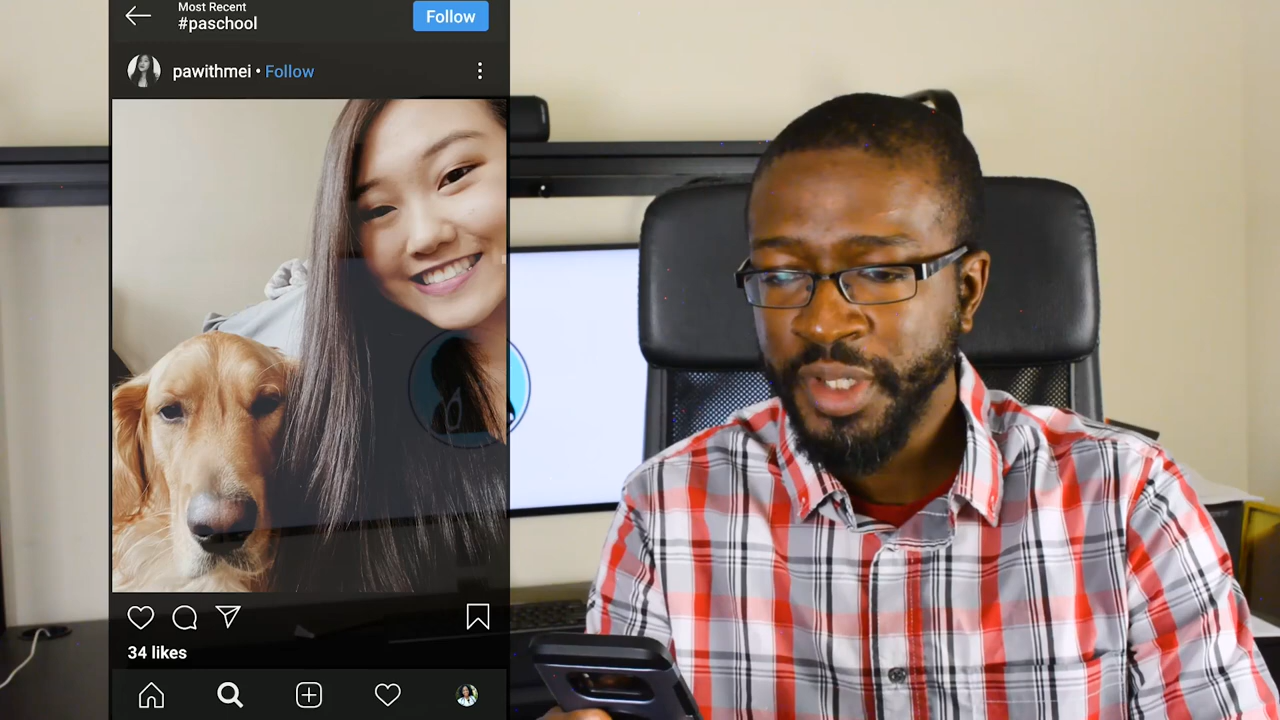 Most Recent
#paschool
Follow
pawithmei • Follow
34 likes